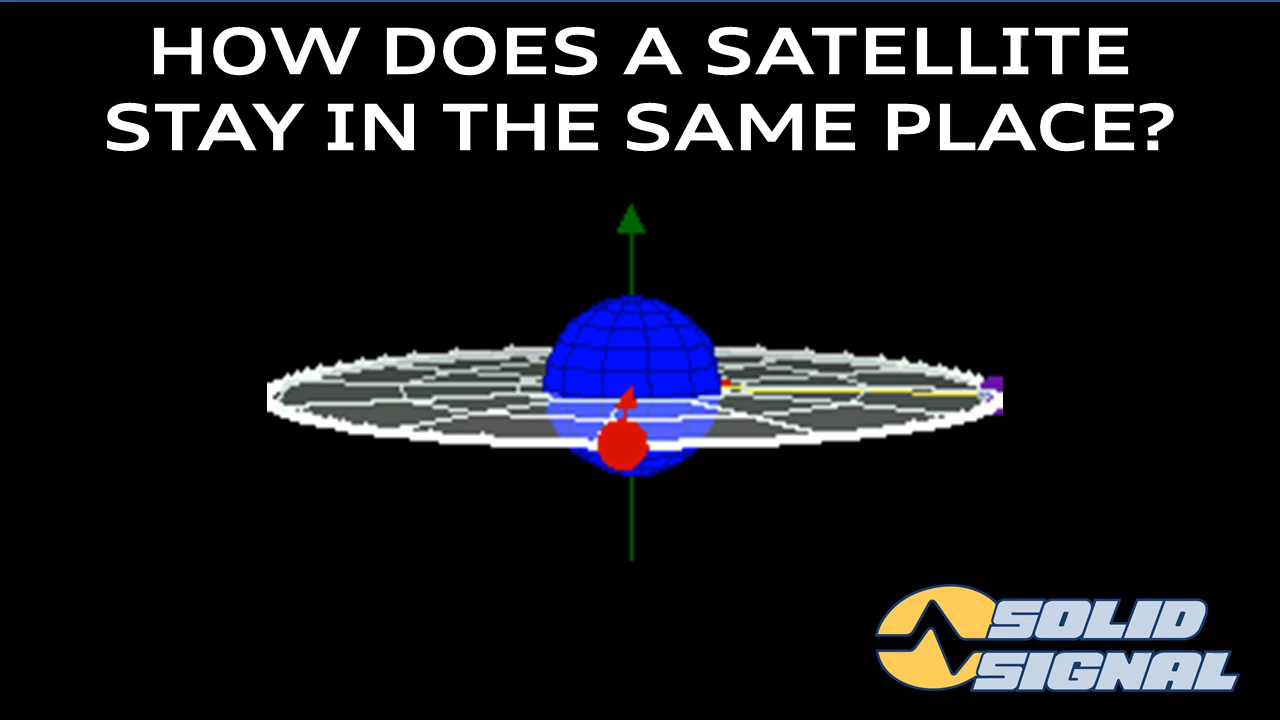 HOW DOES A SATELLITE
STAY IN THE SAME PLACE?
SOLID
SIGNAL